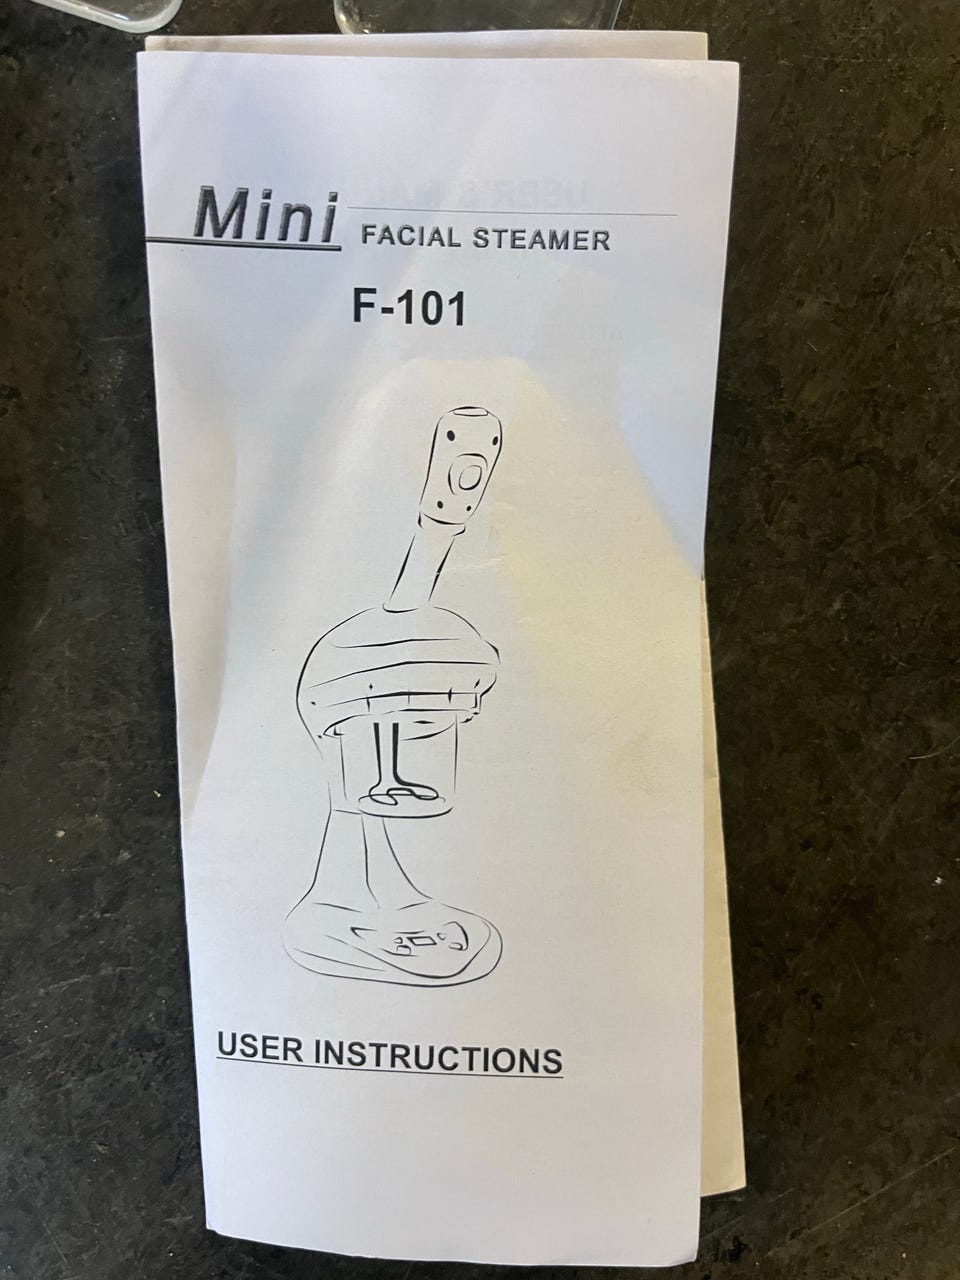 Mini FACIAL STEAMER
F-101
USER INSTRUCTIONS